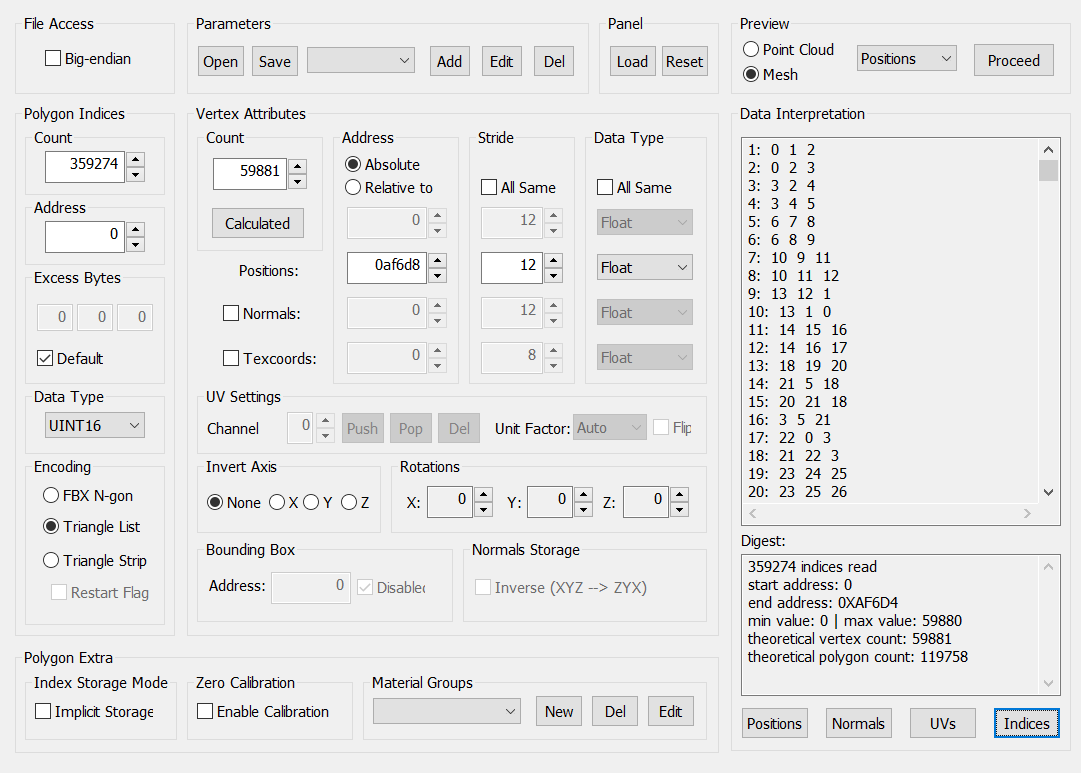 File Access
Big-endian
Parameters
Open Save Add Edit Del
Panel
Load Reset
Preview
Point Cloud
Mesh
Positions
Proceed
Polygon Indices
Count
359274
Address
0
Excess Bytes
0 0 0
Default
Data Type
UINT16
Encoding
FBX N-gon
Triangle List
Triangle Strip
Restart Flag
Vertex Attributes
Count
59881
Calculated
Address
Absolute
Relative to
0
Stride
All Same
12
Data Type
All Same
Float
Positions: 0af6d8 12 Float
Normals: 0 12 Float
Texcoords: 0 8 Float
UV Settings
Channel 0 Push Pop Del Unit Factor: Auto Flip
Invert Axis
None X Y Z
Rotations
X: 0 Y: 0 Z: 0
Bounding Box
Address: 0 Disabled
Normals Storage
Inverse (XYZ --> ZYX)
Polygon Extra
Index Storage Mode
Implicit Storage
Zero Calibration
Enable Calibration
Material Groups
New Del Edit
Data Interpretation
1: 0 1 2
2: 0 2 3
3: 3 2 4
4: 3 4 5
5: 6 7 8
6: 6 8 9
7: 10 9 11
8: 10 11 12
9: 13 12 1
10: 13 1 0
11: 14 15 16
12: 14 16 17
13: 18 19 20
14: 21 5 18
15: 20 21 18
16: 3 5 21
17: 22 0 3
18: 21 22 3
19: 23 24 25
20: 23 25 26
Digest:
359274 indices read
start address: 0
end address: 0XAF6D4
min value: 0 | max value: 59880
theoretical vertex count: 59881
theoretical polygon count: 119758
Positions Normals UVs Indices